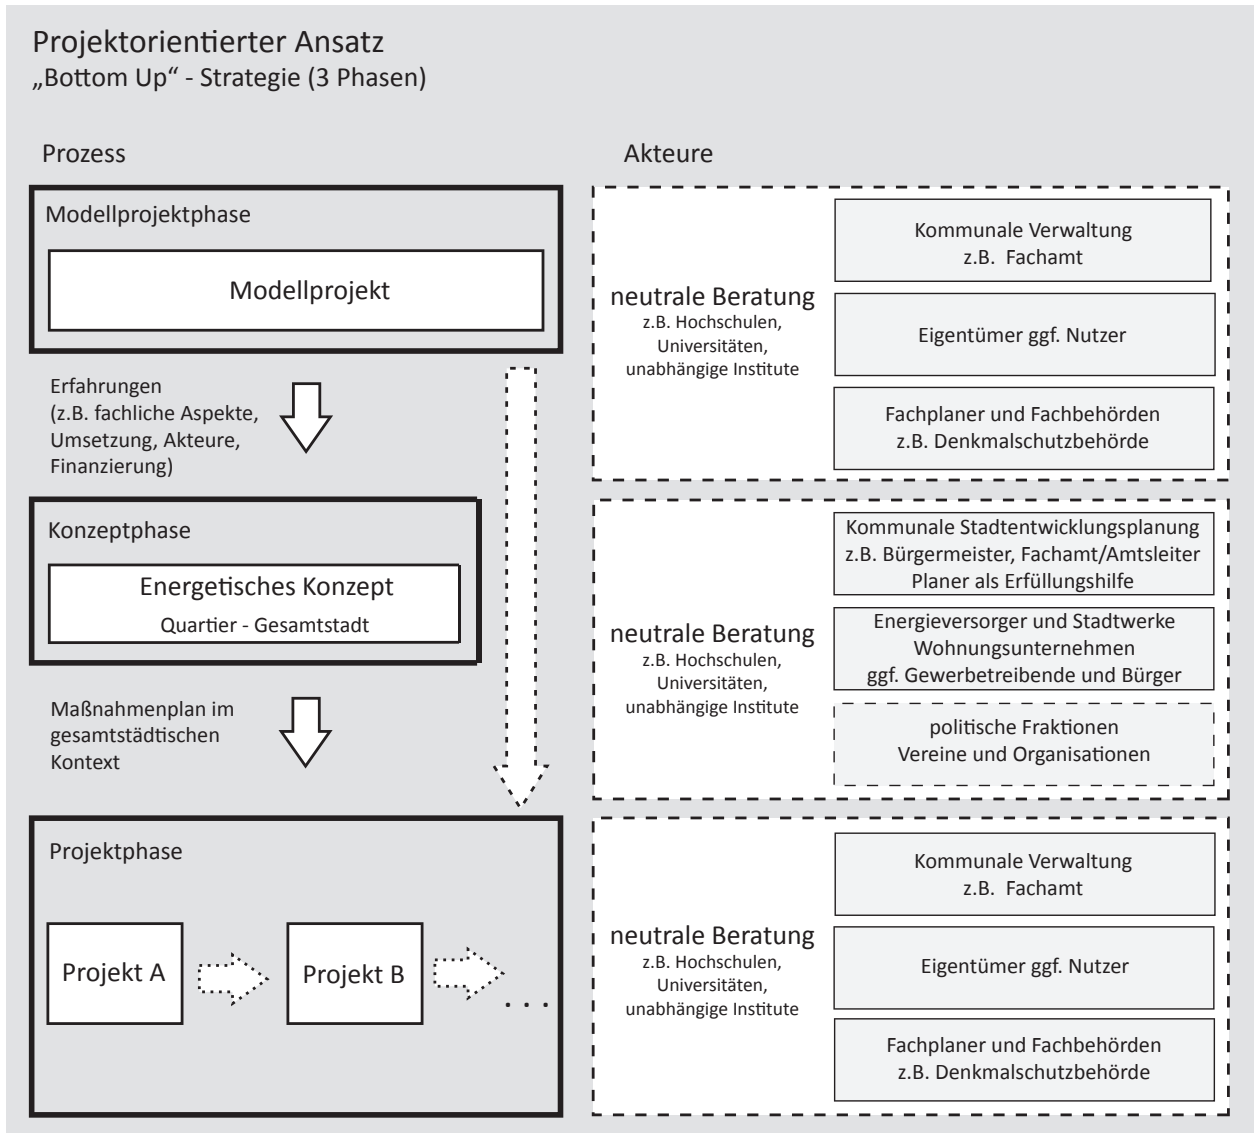 Projektorientierter Ansatz
„Bottom Up“ - Strategie (3 Phasen)
Prozess
Modellprojektphase
Modellprojekt
Erfahrungen
(z.B. fachliche Aspekte,
Umsetzung, Akteure,
Finanzierung)
Konzeptphase
Energetisches Konzept
Quartier - Gesamtstadt
Maßnahmenplan im
gesamtstädtischen
Kontext
Projektphase
Projekt A
Projekt B
. . .
Akteure
neutrale Beratung
z.B. Hochschulen,
Universitäten,
unabhängige Institute
Kommunale Verwaltung
z.B. Fachamt
Eigentümer ggf. Nutzer
Fachplaner und Fachbehörden
z.B. Denkmalschutzbehörde
neutrale Beratung
z.B. Hochschulen,
Universitäten,
unabhängige Institute
Kommunale Stadtentwicklungsplanung
z.B. Bürgermeister, Fachamt/Amtsleiter
Planer als Erfüllungshilfe
Energieversorger und Stadtwerke
Wohnungsunternehmen
ggf. Gewerbetreibende und Bürger
politische Fraktionen
Vereine und Organisationen
neutrale Beratung
z.B. Hochschulen,
Universitäten,
unabhängige Institute
Kommunale Verwaltung
z.B. Fachamt
Eigentümer ggf. Nutzer
Fachplaner und Fachbehörden
z.B. Denkmalschutzbehörde